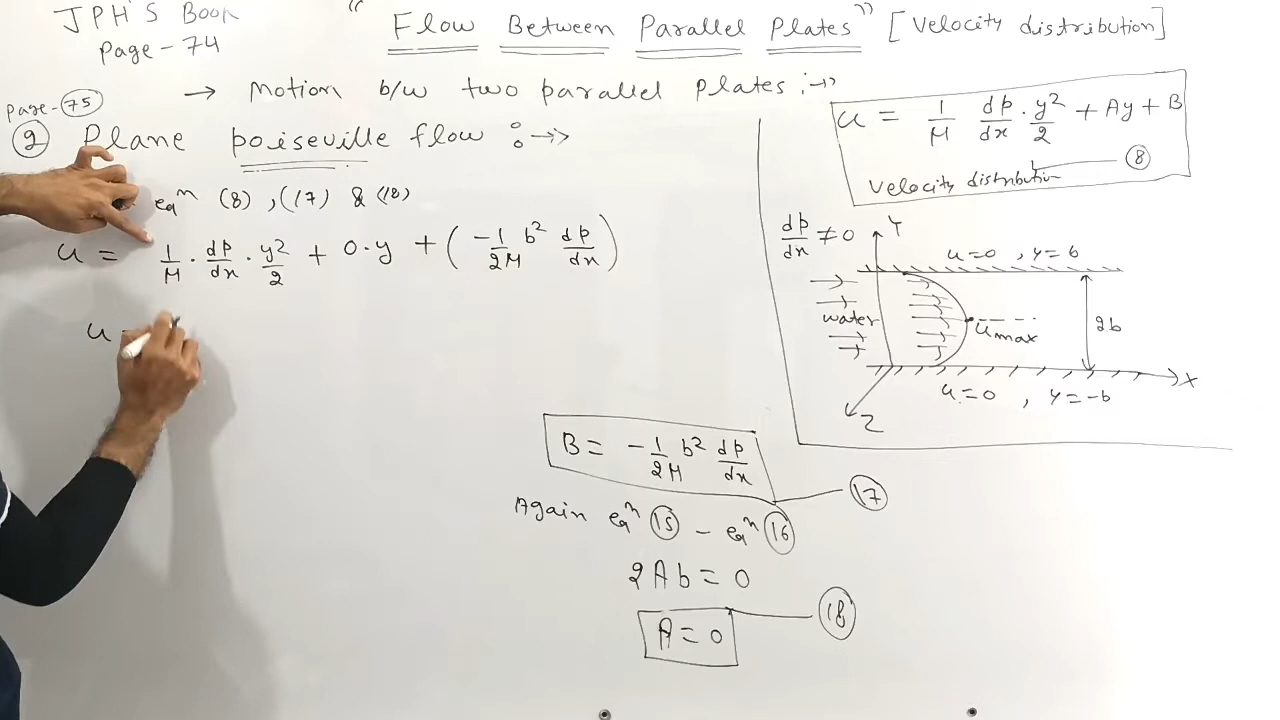 JPH'S Book
Page - 74
" Flow Between Parallel Plates " [Velocity distribution]
→ Motion b/w two parallel plates :→
Page - 75
2 Plane poiseville flow :→
eqⁿ (8), (17) & (18)
u = 1/μ · dp/dx · y²/2 + 0·y + (-1/2μ b² dp/dx)
u =
u = 1/μ dp/dx · y²/2 + Ay + B
8
Velocity distribution
dp/dx ≠ 0
Y
u=0 , y=b
water
Umax
2b
X
u=0 , y=-b
Z
B = -1/2μ b² dp/dx
17
Again eqⁿ 15 - eqⁿ 16
2Ab = 0
A = 0
18